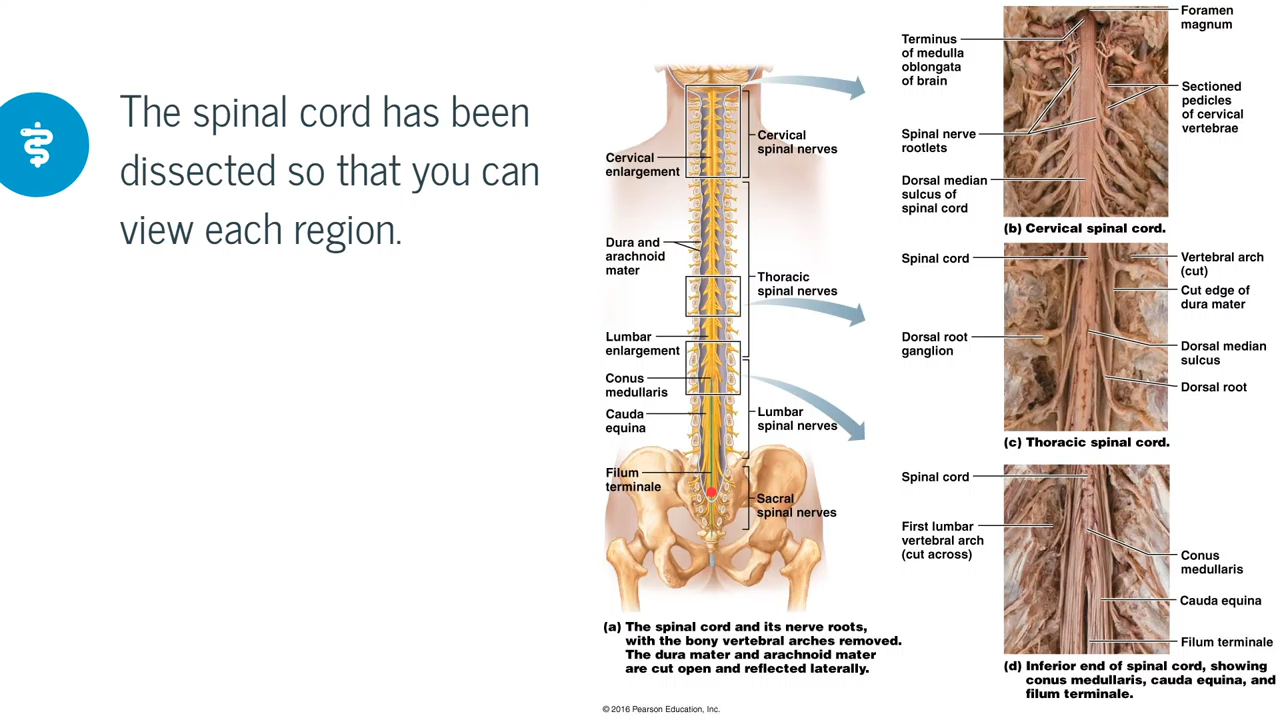 The spinal cord has been
dissected so that you can
view each region.
Cervical
enlargement
Dura and
arachnoid
mater
Lumbar
enlargement
Conus
medullaris
Cauda
equina
Filum
terminale
Cervical
spinal nerves
Thoracic
spinal nerves
Lumbar
spinal nerves
Sacral
spinal nerves
(a) The spinal cord and its nerve roots,
with the bony vertebral arches removed.
The dura mater and arachnoid mater
are cut open and reflected laterally.
© 2016 Pearson Education, Inc.
Terminus
of medulla
oblongata
of brain
Spinal nerve
rootlets
Dorsal median
sulcus of
spinal cord
Foramen
magnum
Sectioned
pedicles
of cervical
vertebrae
(b) Cervical spinal cord.
Spinal cord
Dorsal root
ganglion
Vertebral arch
(cut)
Cut edge of
dura mater
Dorsal median
sulcus
Dorsal root
(c) Thoracic spinal cord.
Spinal cord
First lumbar
vertebral arch
(cut across)
Conus
medullaris
Cauda equina
Filum terminale
(d) Inferior end of spinal cord, showing
conus medullaris, cauda equina, and
filum terminale.